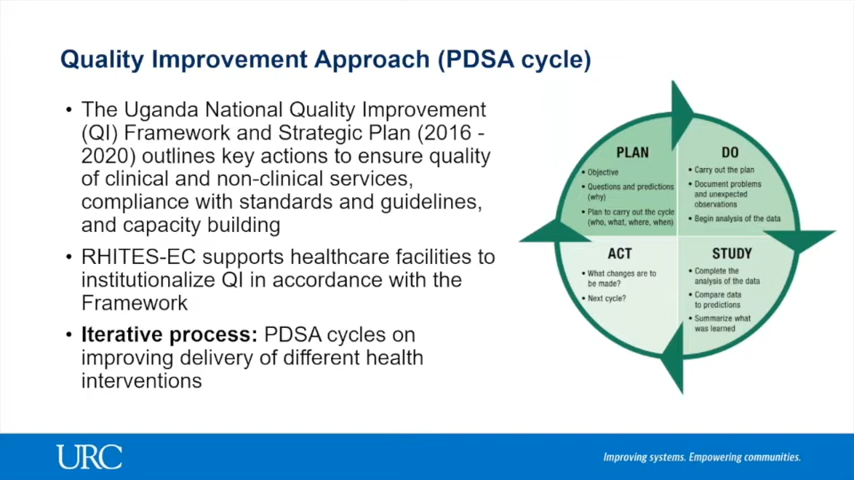 Quality Improvement Approach (PDSA cycle)
• The Uganda National Quality Improvement
(QI) Framework and Strategic Plan (2016 -
2020) outlines key actions to ensure quality
of clinical and non-clinical services,
compliance with standards and guidelines,
and capacity building
• RHITES-EC supports healthcare facilities to
institutionalize QI in accordance with the
Framework
• Iterative process: PDSA cycles on
improving delivery of different health
interventions
PLAN
• Objective
• Questions and predictions
(why)
• Plan to carry out the cycle
(who, what, where, when)
DO
• Carry out the plan
• Document problems
and unexpected
observations
• Begin analysis of the data
ACT
• What changes are to
be made?
• Next cycle?
STUDY
• Complete the
analysis of the data
• Compare data
to predictions
• Summarize what
was learned
URC
Improving systems. Empowering communities.